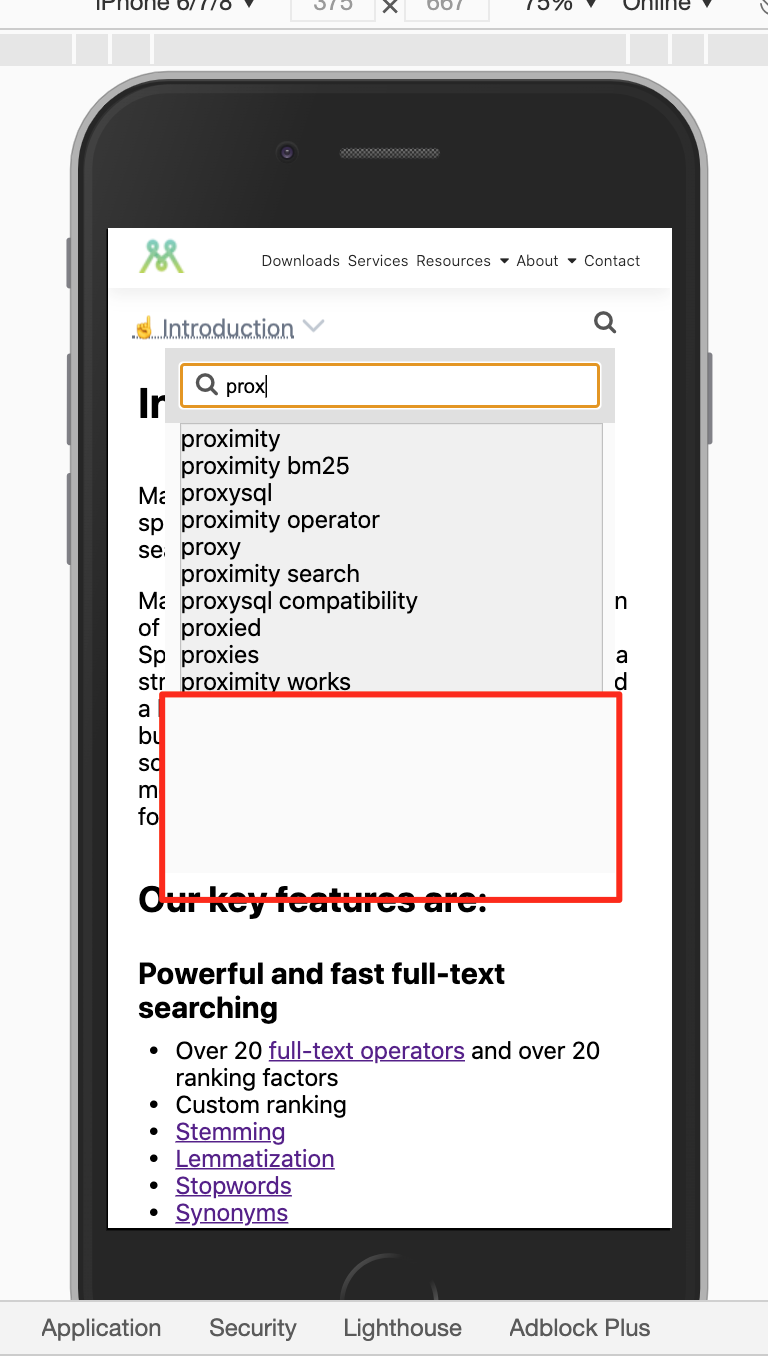 iPhone 6/7/8 ▼ 375 × 667 75% ▼ Online ▼
Downloads Services Resources ▼ About ▼ Contact
☝ Introduction
In
prox
proximity
proximity bm25
proxysql
proximity operator
proxy
proximity search
proxysql compatibility
proxied
proxies
proximity works
Ma
sp
se
Ma n
of
Sp a
str d
a
bu
so
m
fo
Our key features are:
Powerful and fast full-text
searching
• Over 20 full-text operators and over 20
ranking factors
• Custom ranking
• Stemming
• Lemmatization
• Stopwords
• Synonyms
Application Security Lighthouse Adblock Plus